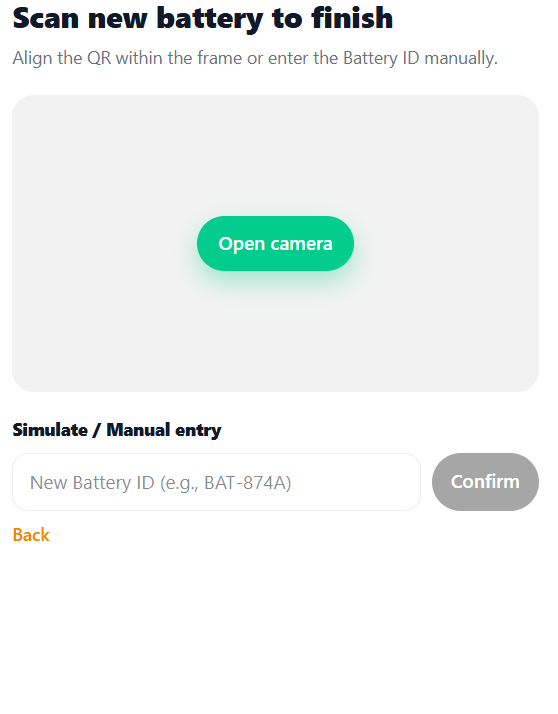 Scan new battery to finish
Align the QR within the frame or enter the Battery ID manually.
Open camera
Simulate / Manual entry
New Battery ID (e.g., BAT-874A)
Confirm
Back